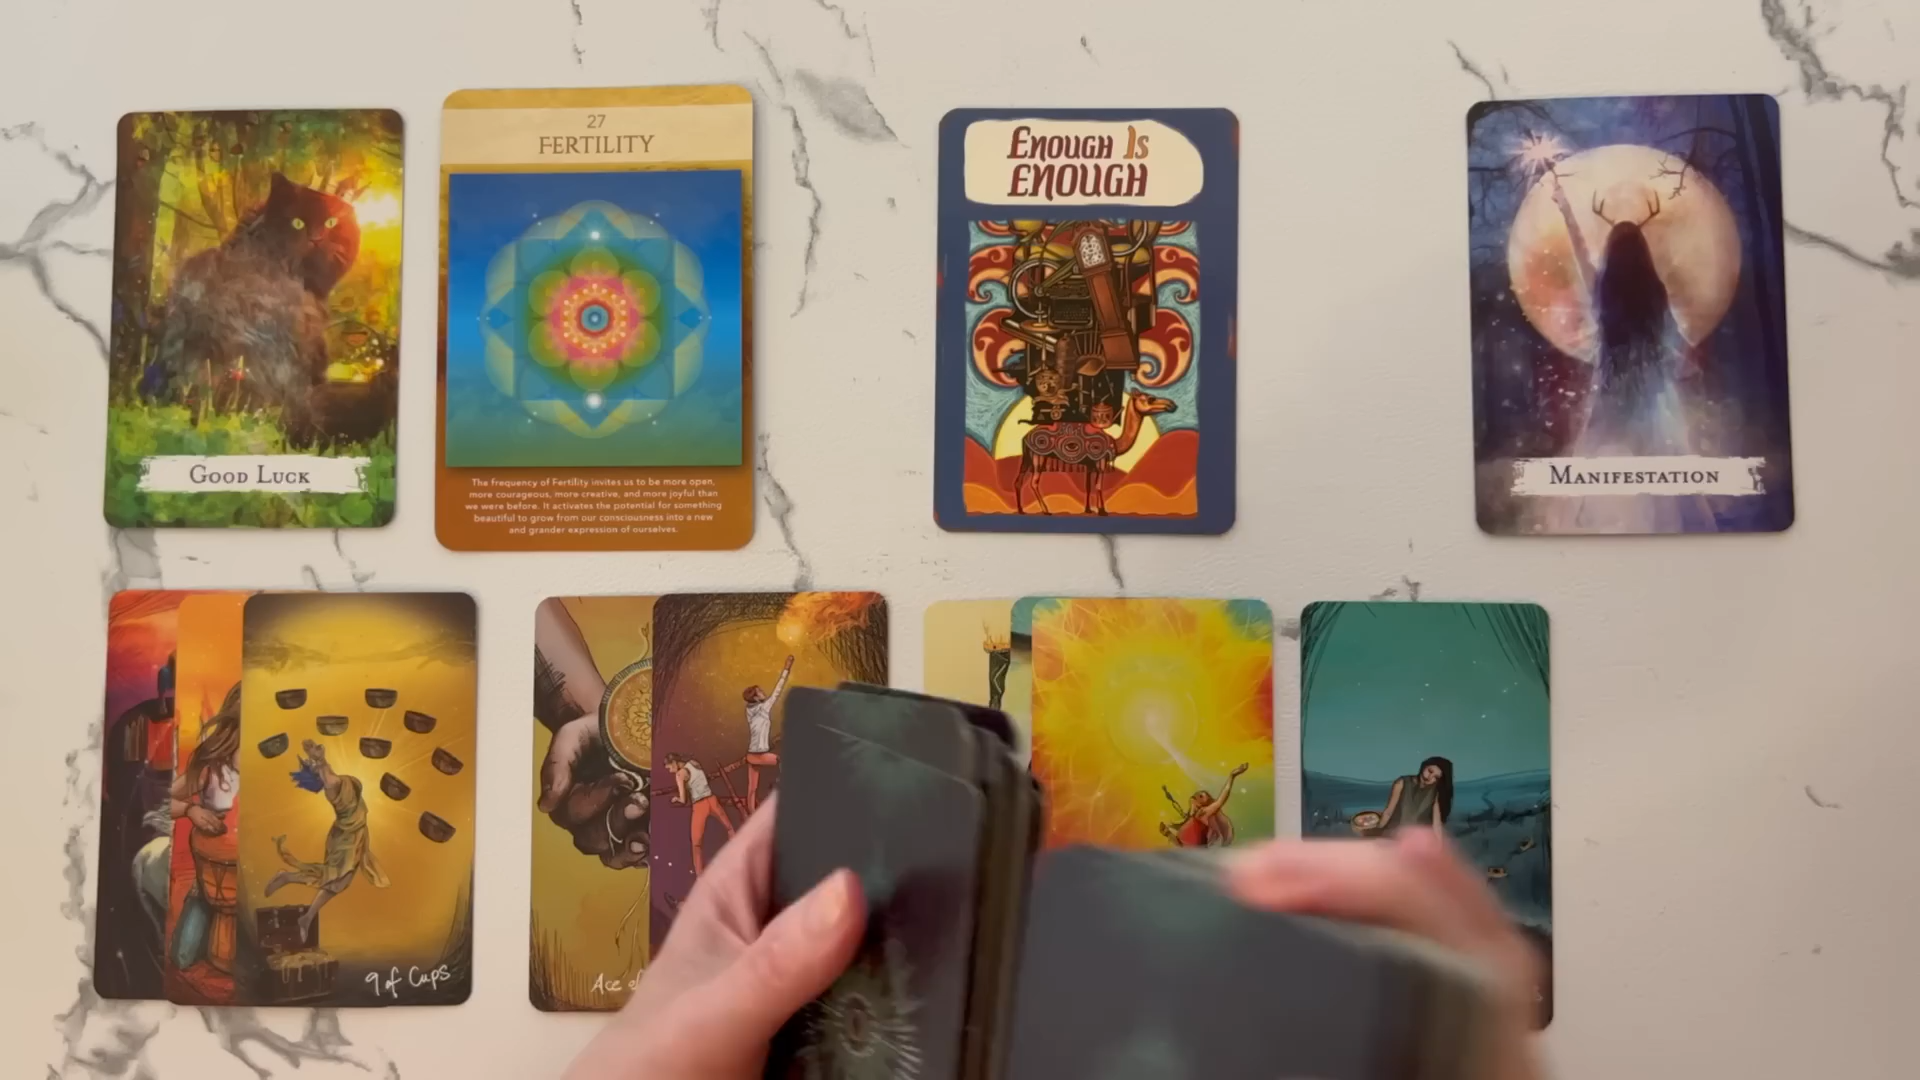 GOOD LUCK
27
FERTILITY
The frequency of Fertility invites us to be more open,
more courageous, more creative, and more joyful than
we were before. It activates the potential for something
beautiful to grow from our consciousness into a new
and grander expression of ourselves.
ENOUGH IS
ENOUGH
MANIFESTATION
9 of Cups
Ace of